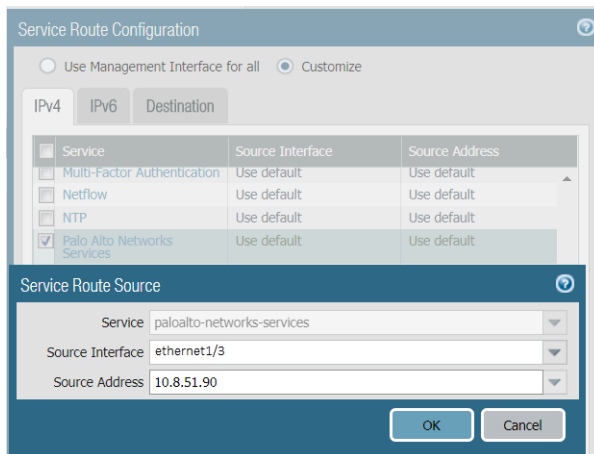 Service Route Configuration
Use Management Interface for all Customize
IPv4 IPv6 Destination
Service Source Interface Source Address
Multi-Factor Authentication Use default Use default
Netflow Use default Use default
NTP Use default Use default
Palo Alto Networks Use default Use default
Services
Service Route Source
Service paloalto-networks-services
Source Interface ethernet1/3
Source Address 10.8.51.90
OK Cancel